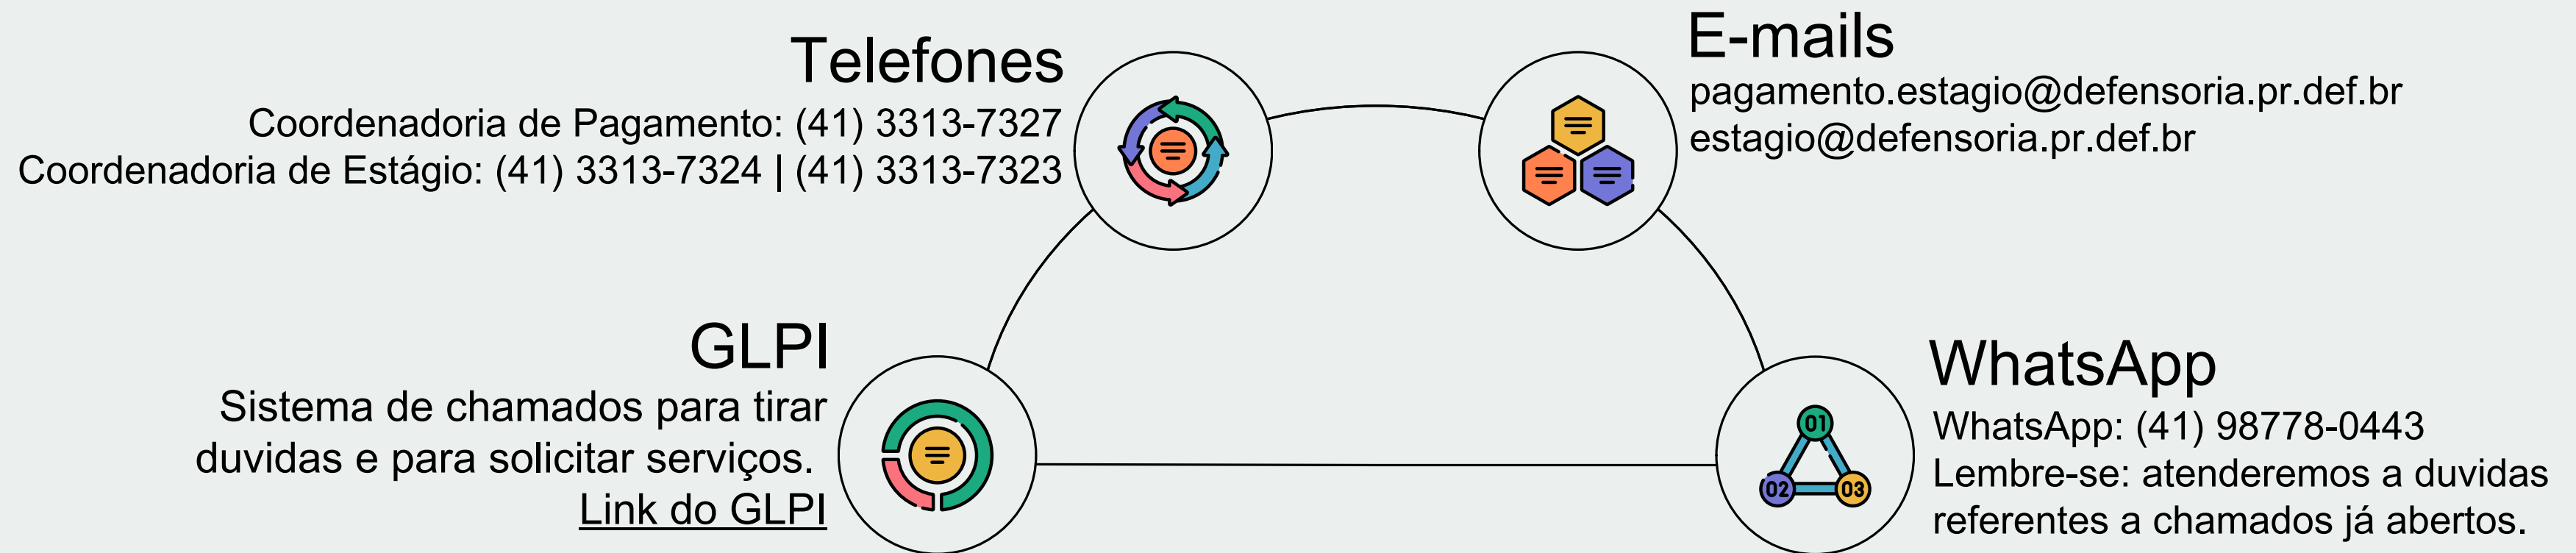 Telefones
Coordenadoria de Pagamento: (41) 3313-7327
Coordenadoria de Estágio: (41) 3313-7324 | (41) 3313-7323
E-mails
pagamento.estagio@defensoria.pr.def.br
estagio@defensoria.pr.def.br
GLPI
Sistema de chamados para tirar
duvidas e para solicitar serviços.
Link do GLPI
WhatsApp
WhatsApp: (41) 98778-0443
Lembre-se: atenderemos a duvidas
referentes a chamados já abertos.
01
02
03